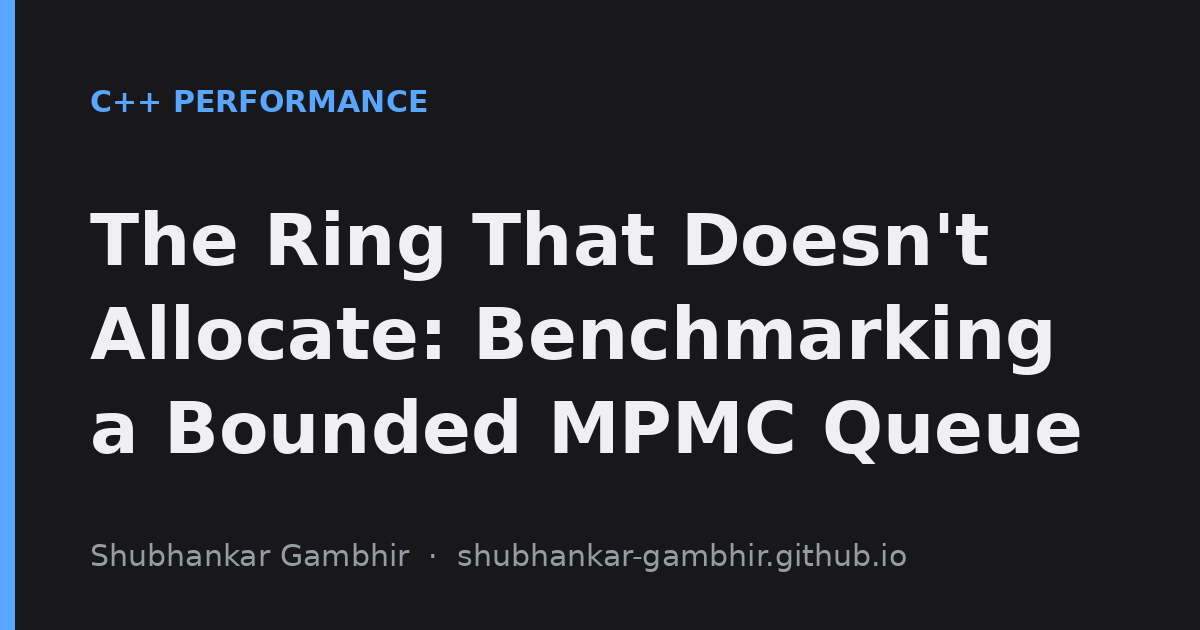 C++ PERFORMANCE
The Ring That Doesn't
Allocate: Benchmarking
a Bounded MPMC Queue
Shubhankar Gambhir · shubhankar-gambhir.github.io